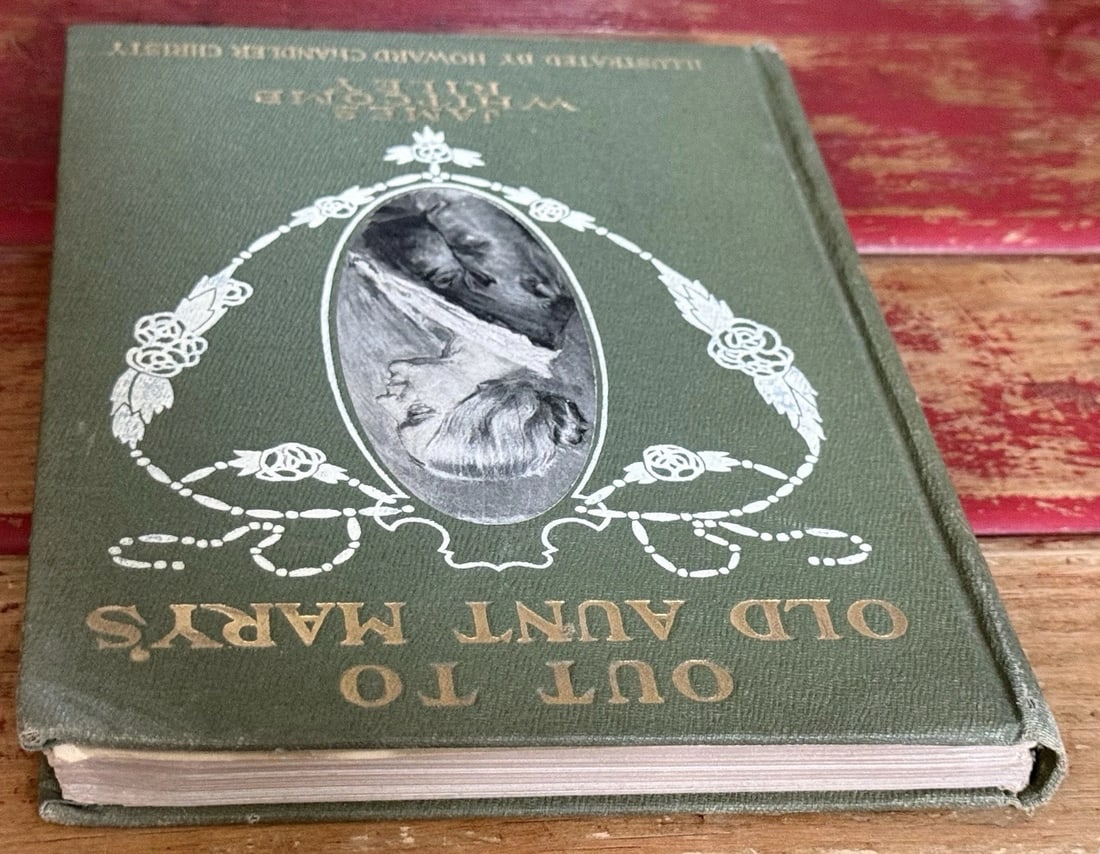 OUT TO
OLD AUNT MARY'S
JAMES
WHITCOMB
RILEY
ILLUSTRATED BY HOWARD CHANDLER CHRISTY